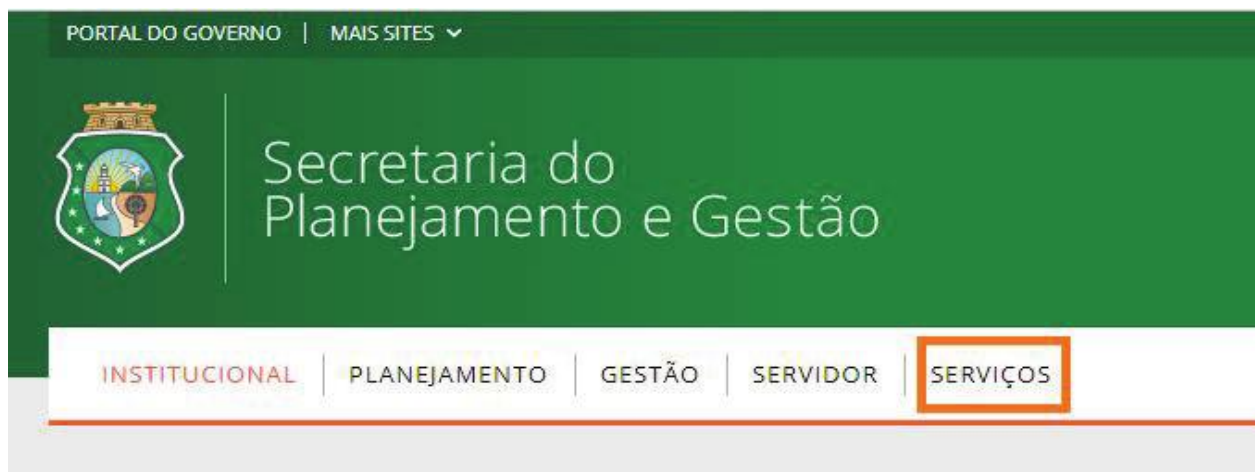 PORTAL DO GOVERNO | MAIS SITES
Secretaria do
Planejamento e Gestão
INSTITUCIONAL | PLANEJAMENTO | GESTÃO | SERVIDOR | SERVIÇOS